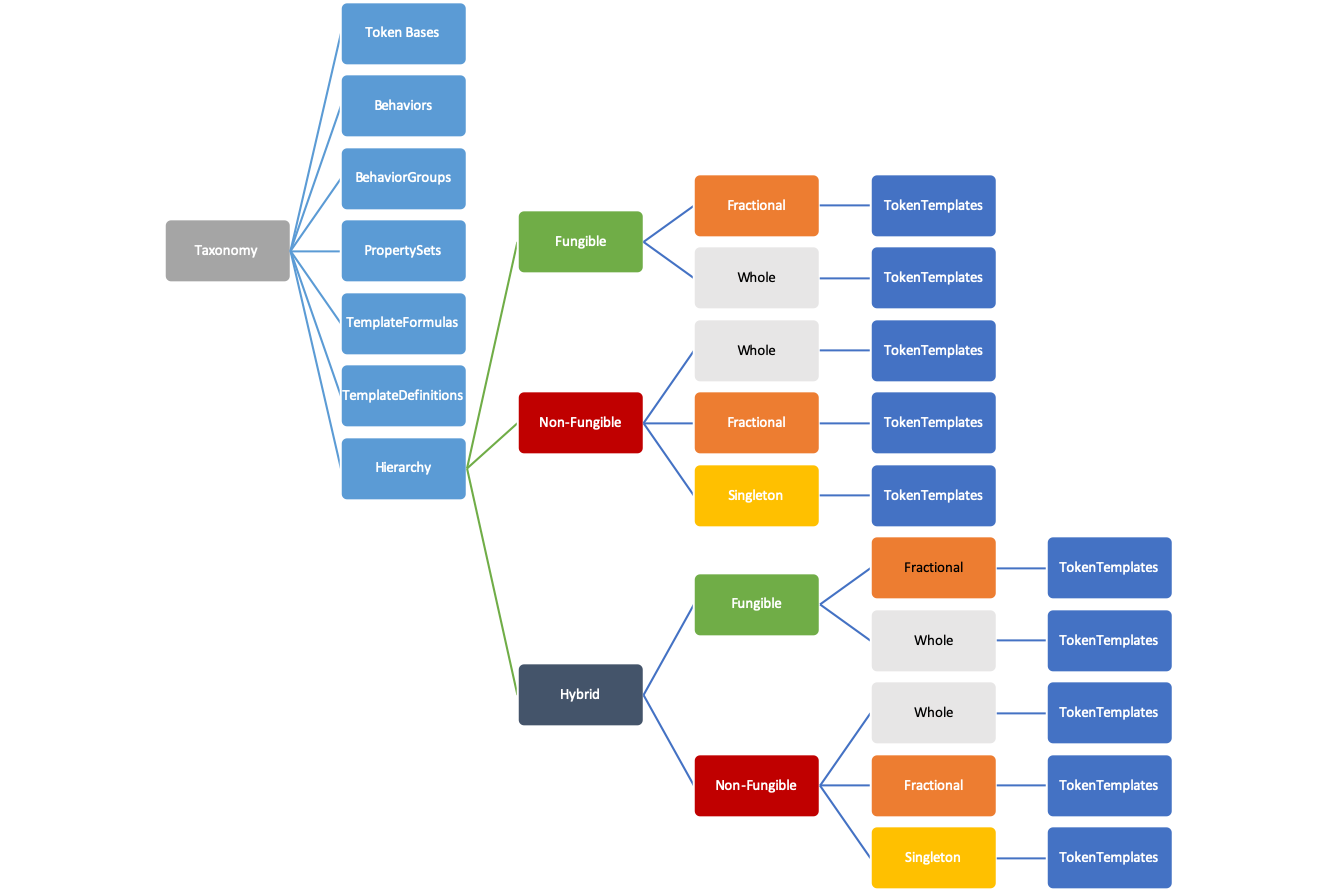 Token Bases
Behaviors
BehaviorGroups
Taxonomy
PropertySets
TemplateFormulas
TemplateDefinitions
Hierarchy
Fungible
Fractional
TokenTemplates
Whole
TokenTemplates
Non-Fungible
Whole
TokenTemplates
Fractional
TokenTemplates
Singleton
TokenTemplates
Hybrid
Fungible
Fractional
TokenTemplates
Whole
TokenTemplates
Non-Fungible
Whole
TokenTemplates
Fractional
TokenTemplates
Singleton
TokenTemplates